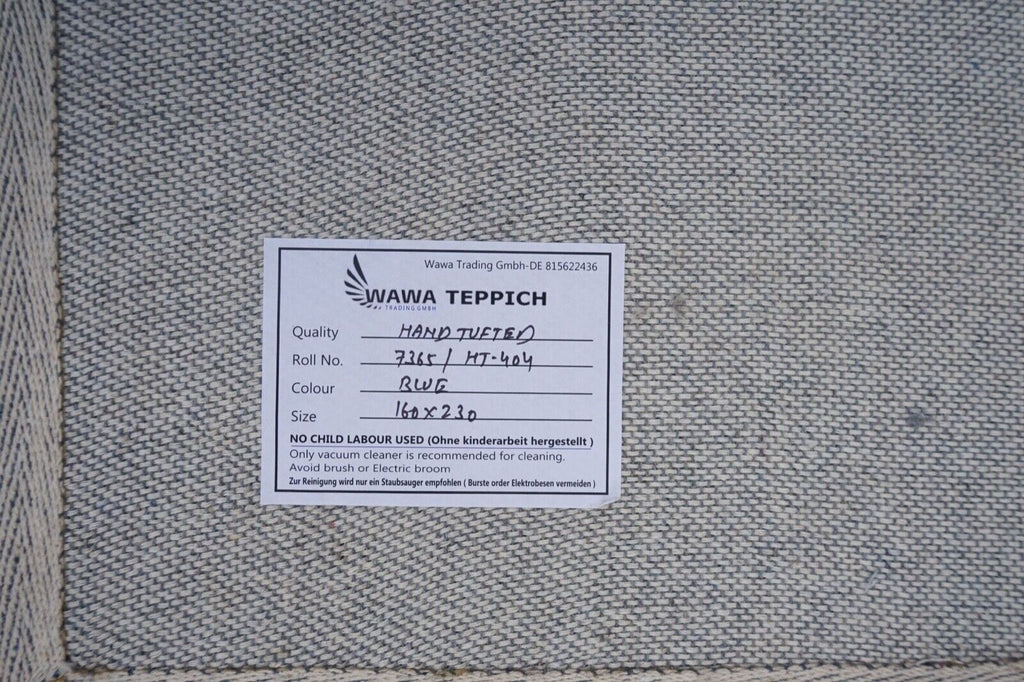 Wawa Trading Gmbh-DE 815622436
WAWA TEPPICH
TRADING GMBH
Quality HAND TUFTED
Roll No. 7365 / HT-404
Colour BLUE
Size 160 x 230
NO CHILD LABOUR USED (Ohne kinderarbeit hergestellt )
Only vacuum cleaner is recommended for cleaning.
Avoid brush or Electric broom
Zur Reinigung wird nur ein Staubsauger empfohlen ( Burste order Elektrobesen vermeiden )